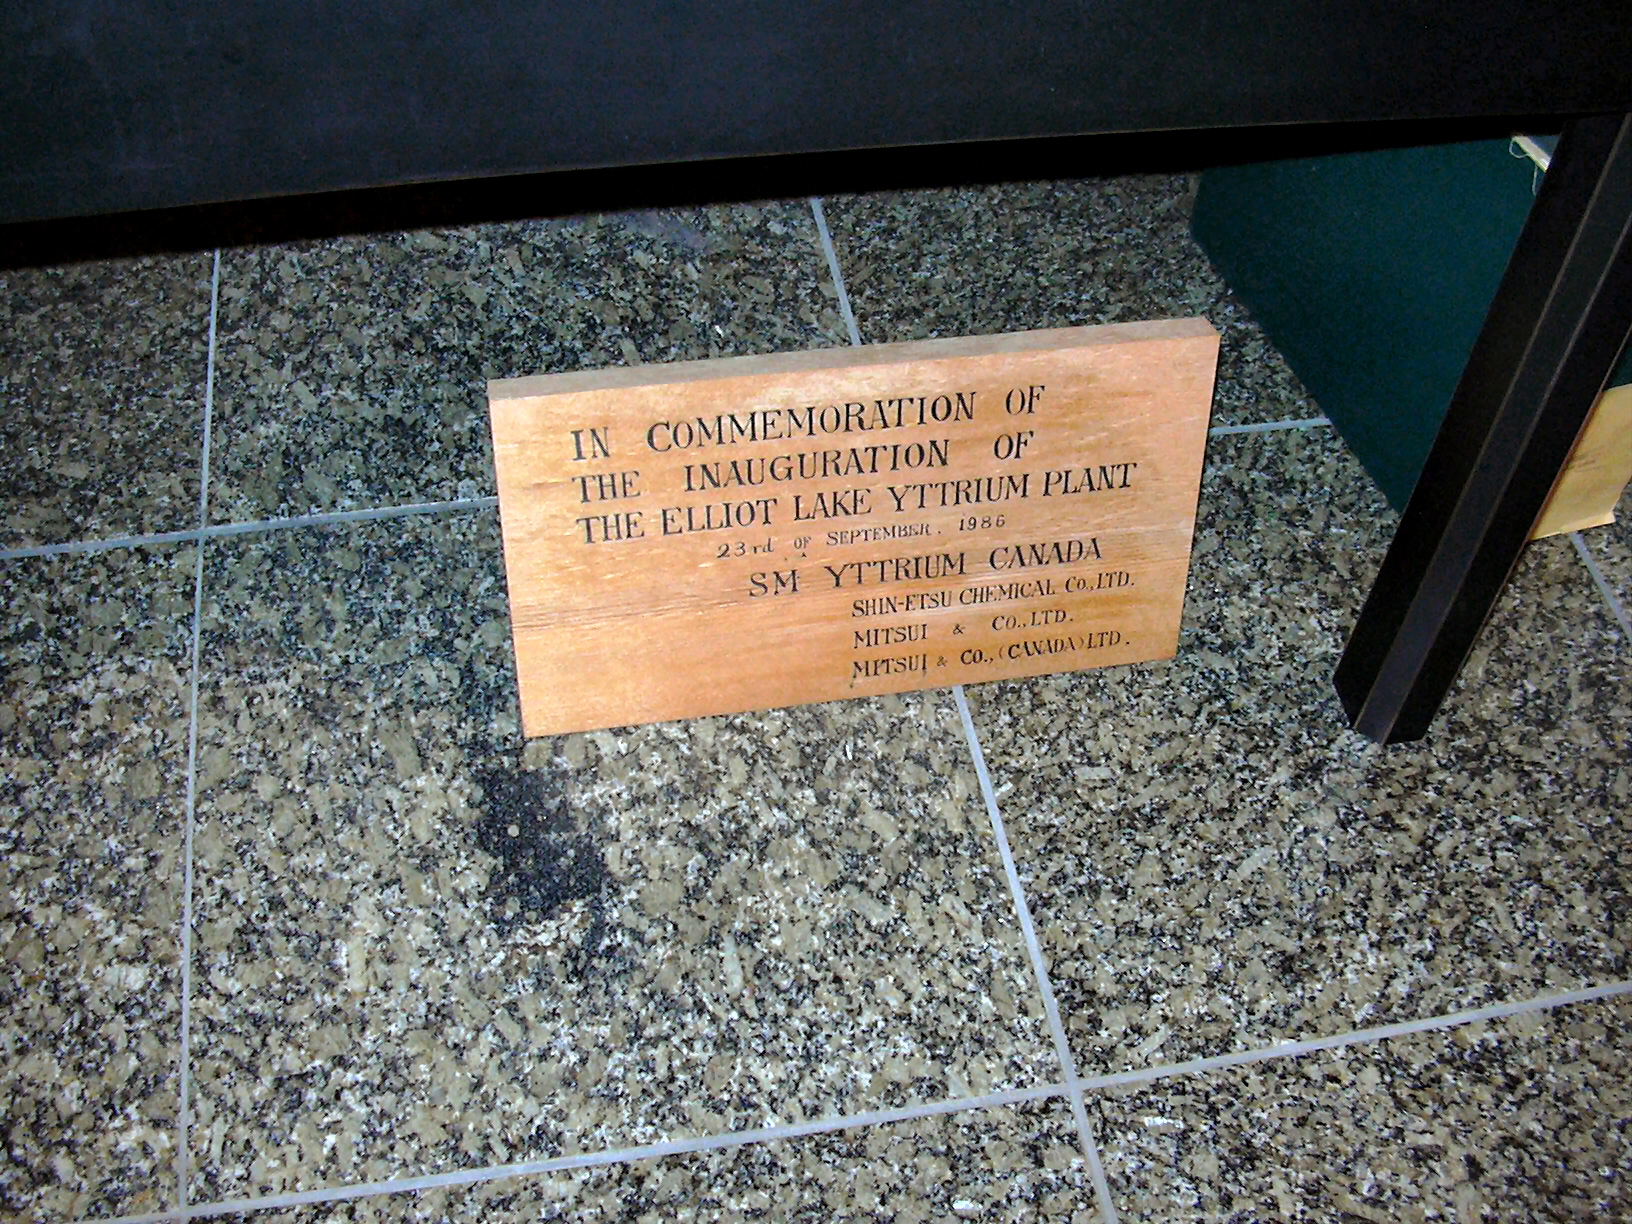 IN COMMEMORATION OF
THE INAUGURATION OF
THE ELLIOT LAKE YTTRIUM PLANT
23rd OF SEPTEMBER. 1986
SM YTTRIUM CANADA
SHIN-ETSU CHEMICAL CO., LTD.
MITSUI & CO., LTD.
MITSUI & CO., (CANADA) LTD.